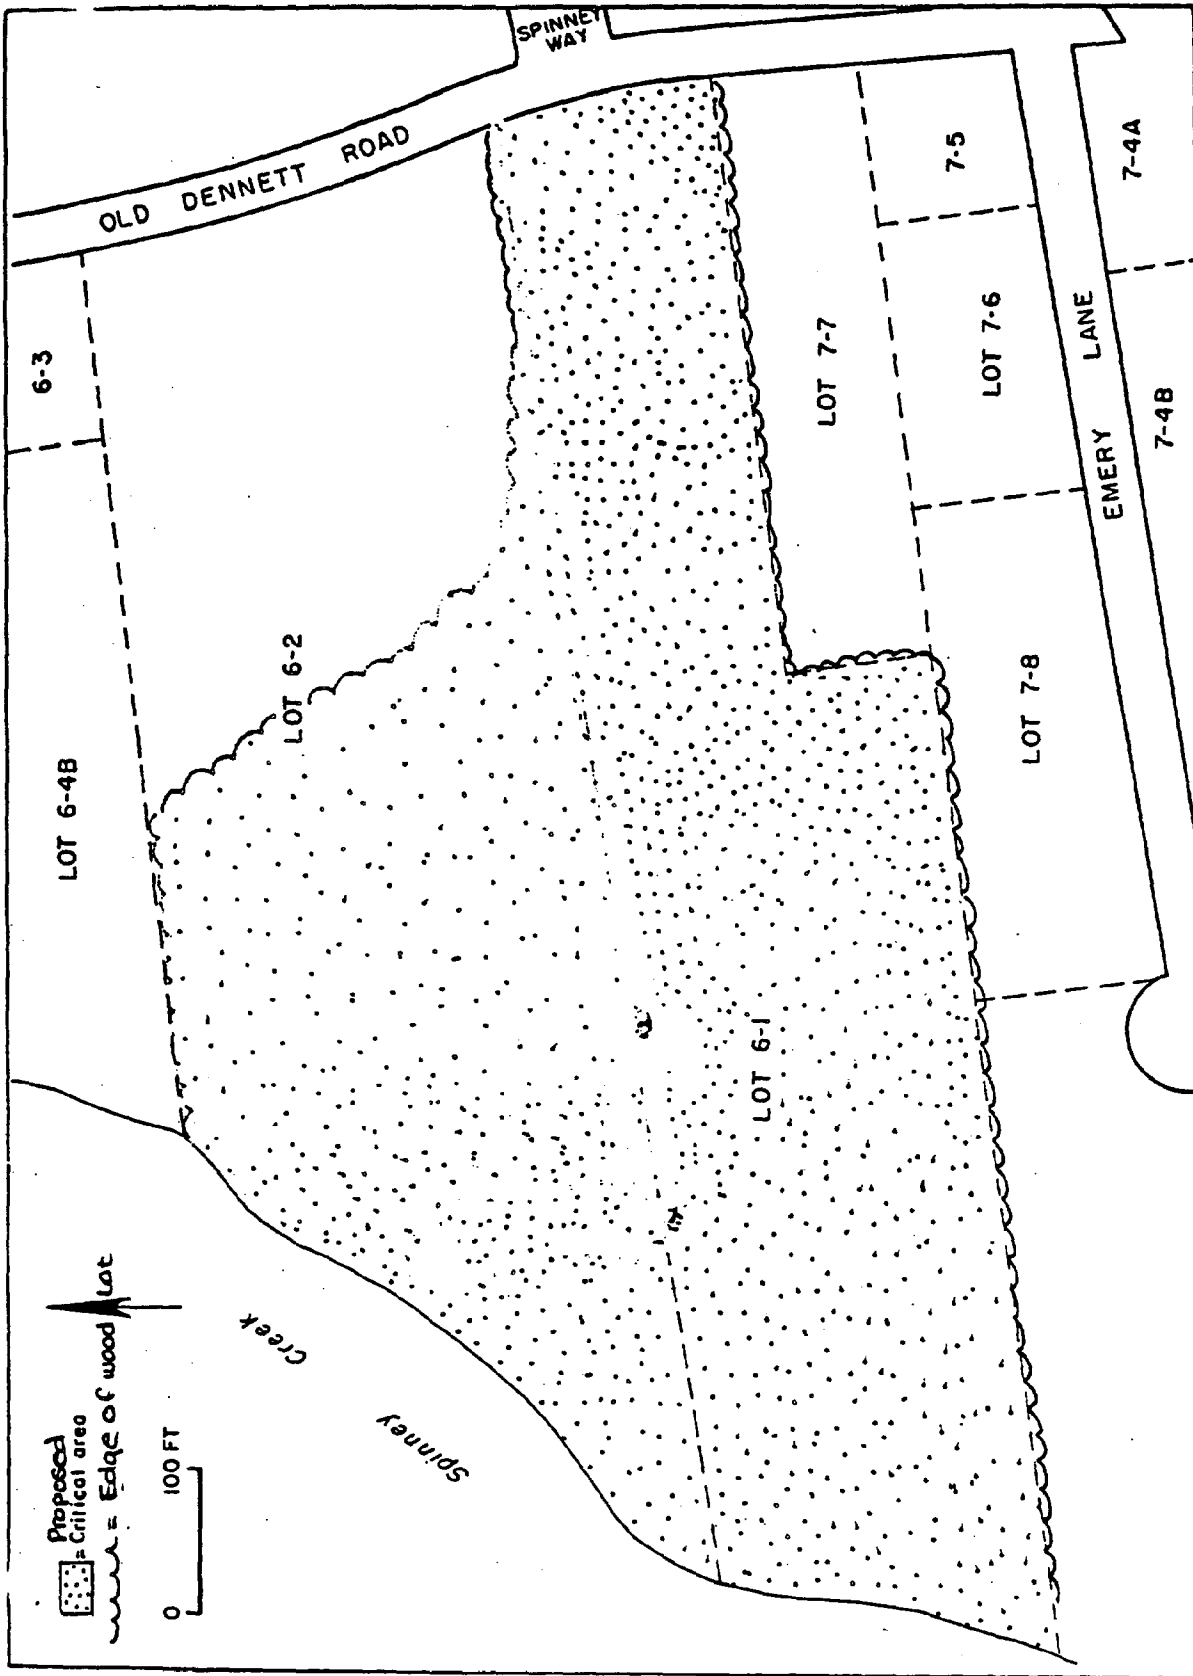 SPINNEY
WAY
OLD DENNETT ROAD
6-3
LOT 6-4B
LOT 6-2
LOT 6-1
7-5
7-4A
LOT 7-7
LOT 7-6
EMERY LANE
7-4B
LOT 7-8
Spinney Creek
Proposed
= Critical area
= Edge of wood Lot
0 100 FT